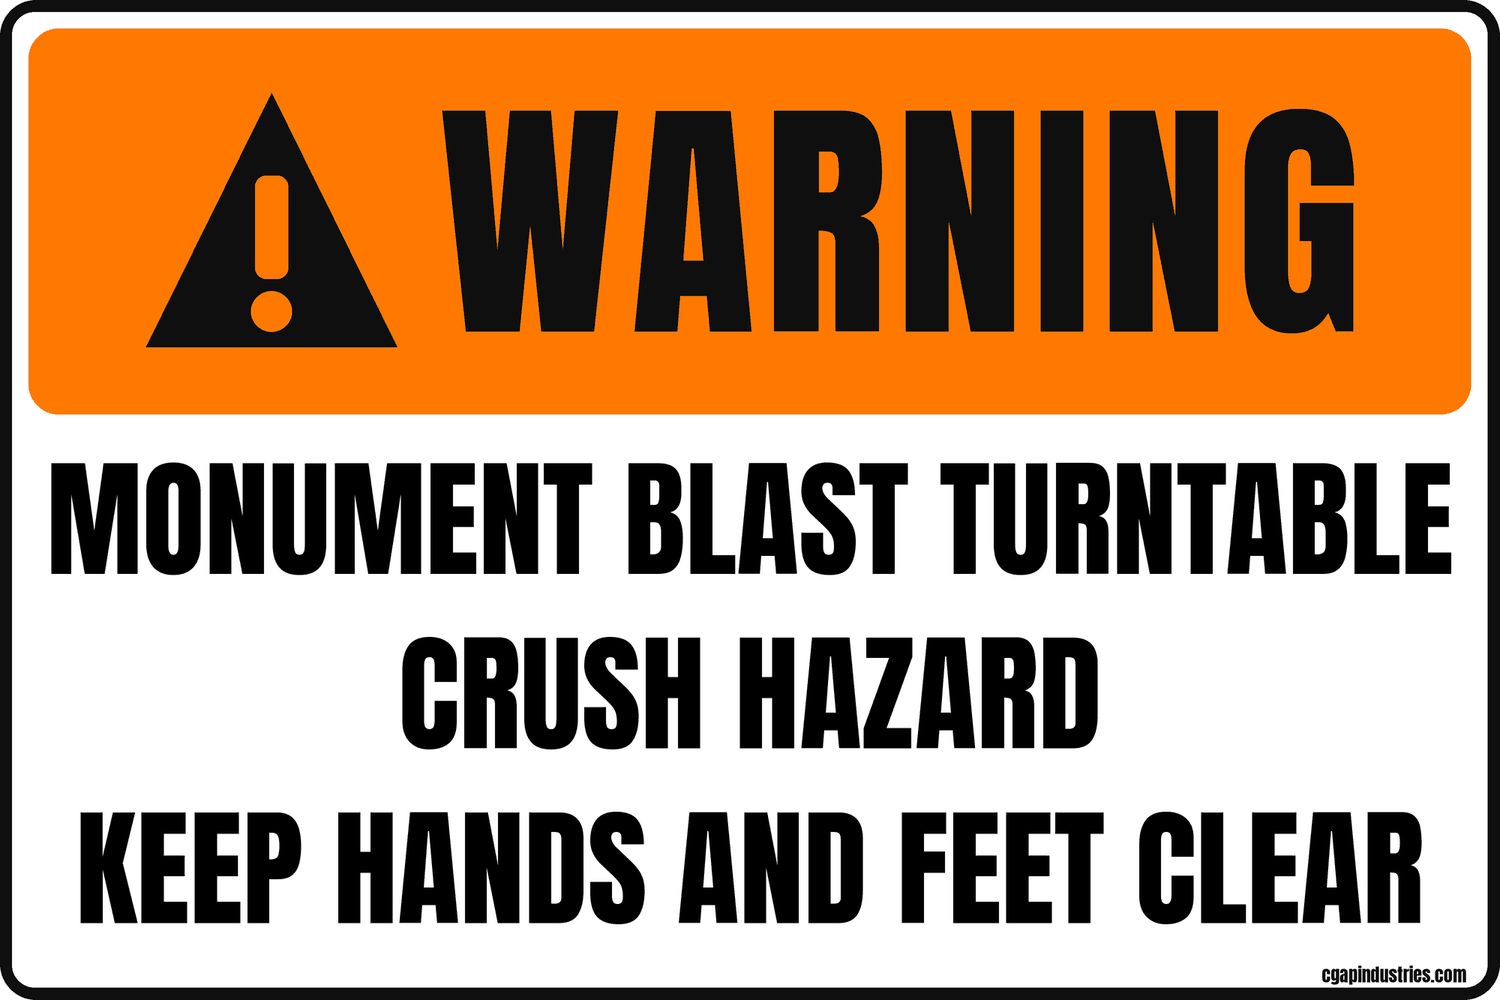 WARNING
MONUMENT BLAST TURNTABLE
CRUSH HAZARD
KEEP HANDS AND FEET CLEAR
cgapindustries.com